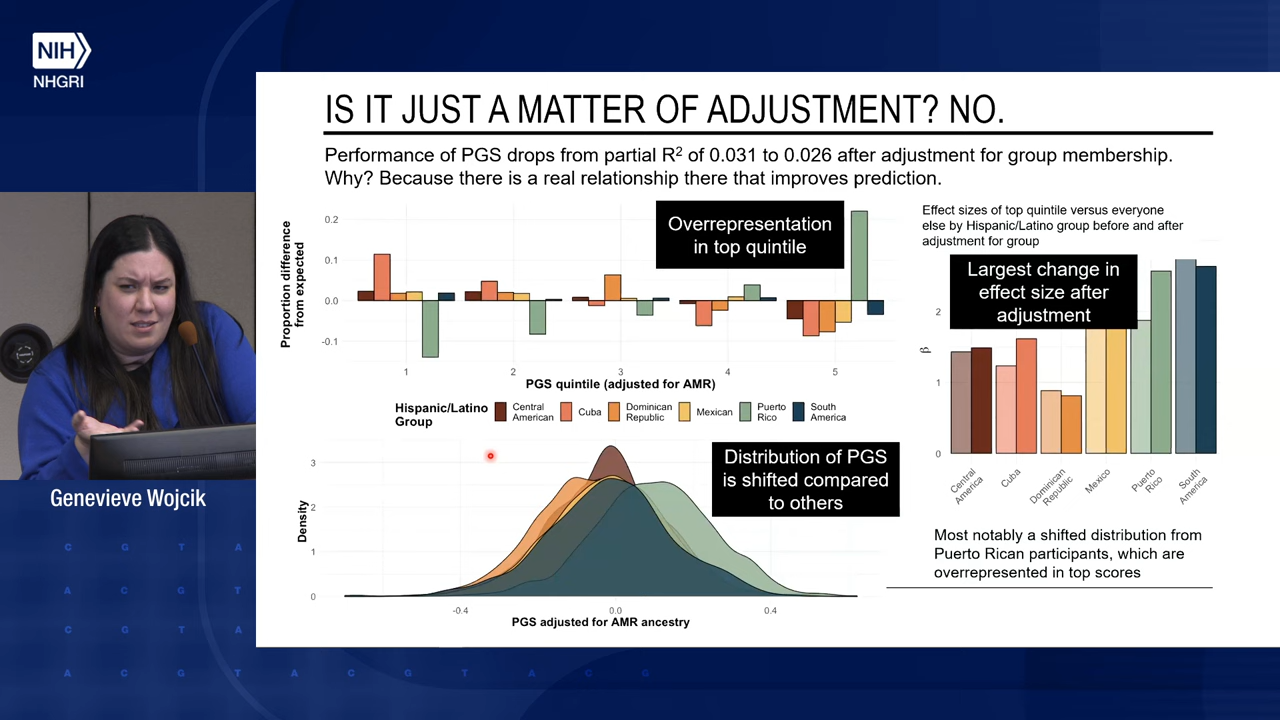 NIH
NHGRI
IS IT JUST A MATTER OF ADJUSTMENT? NO.
Performance of PGS drops from partial R² of 0.031 to 0.026 after adjustment for group membership.
Why? Because there is a real relationship there that improves prediction.
Proportion difference
from expected
0.2
0.1
0.0
-0.1
Overrepresentation
in top quintile
1 2 3 4 5
PGS quintile (adjusted for AMR)
Hispanic/Latino
Group
Central
American
Cuba
Dominican
Republic
Mexican
Puerto
Rico
South
America
Density
3
2
1
0
Distribution of PGS
is shifted compared
to others
-0.4 0.0 0.4
PGS adjusted for AMR ancestry
Effect sizes of top quintile versus everyone
else by Hispanic/Latino group before and after
adjustment for group
Largest change in
effect size after
adjustment
β
2
1
0
Central
America
Cuba
Dominican
Republic
Mexico
Puerto
Rico
South
America
Most notably a shifted distribution from
Puerto Rican participants, which are
overrepresented in top scores
Genevieve Wojcik
C G T A
A C G T
C G T A
A C G T A C G T A C G